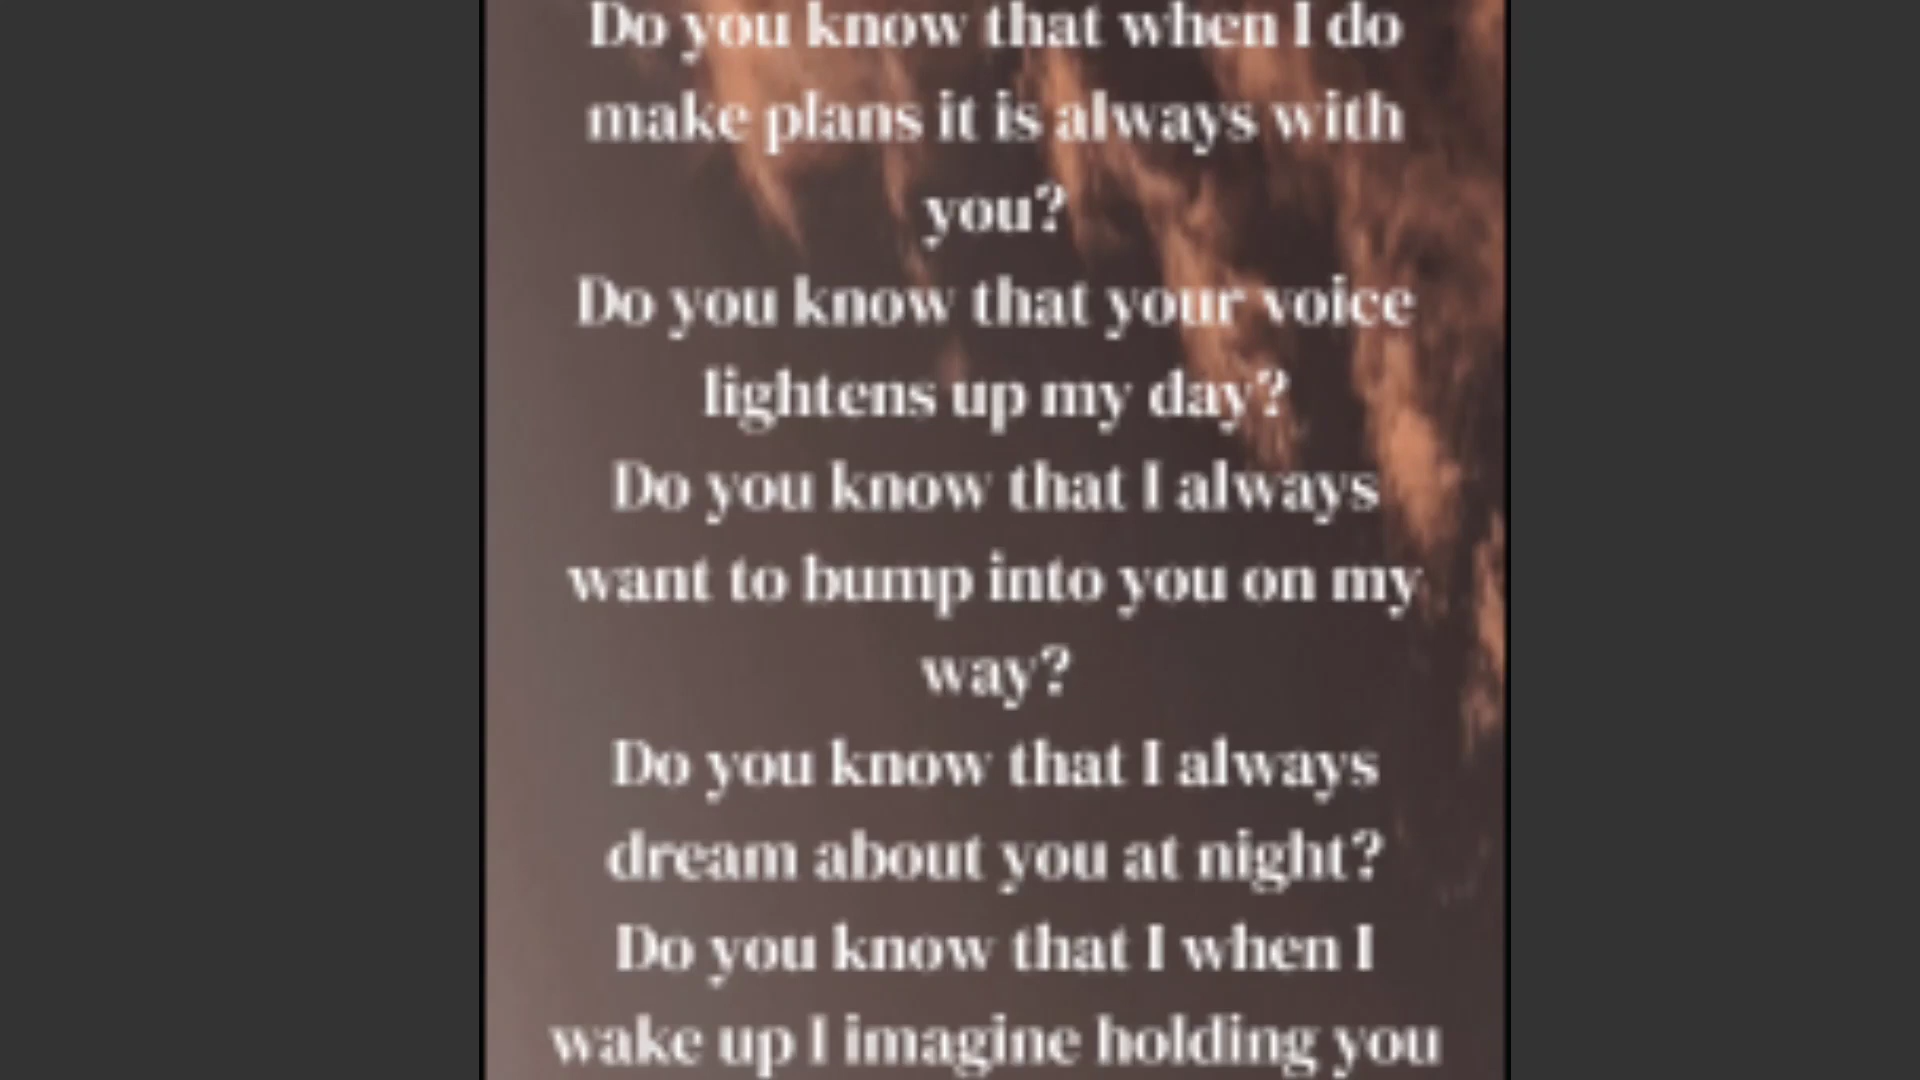 Do you know that when I do
make plans it is always with
you?
Do you know that your voice
lightens up my day?
Do you know that I always
want to bump into you on my
way?
Do you know that I always
dream about you at night?
Do you know that I when I
wake up I imagine holding you